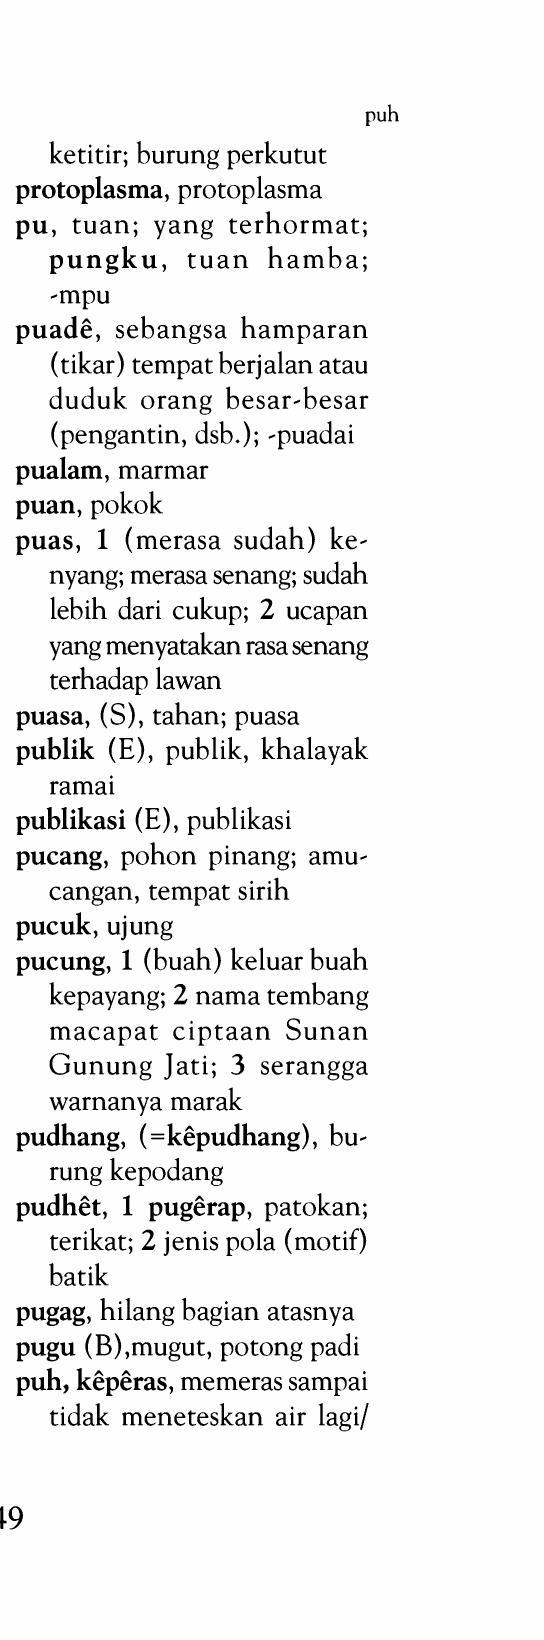 puh
ketitir; burung perkutut
protoplasma, protoplasma
pu, tuan; yang terhormat;
pungku, tuan hamba;
-mpu
puadê, sebangsa hamparan
(tikar) tempat berjalan atau
duduk orang besar-besar
(pengantin, dsb.); -puadai
pualam, marmar
puan, pokok
puas, 1 (merasa sudah) ke-
nyang; merasa senang; sudah
lebih dari cukup; 2 ucapan
yang menyatakan rasa senang
terhadap lawan
puasa, (S), tahan; puasa
publik (E), publik, khalayak
ramai
publikasi (E), publikasi
pucang, pohon pinang; amu-
cangan, tempat sirih
pucuk, ujung
pucung, 1 (buah) keluar buah
kepayang; 2 nama tembang
macapat ciptaan Sunan
Gunung Jati; 3 serangga
warnanya marak
pudhang, (=kêpudhang), bu-
rung kepodang
pudhêt, 1 pugêrap, patokan;
terikat; 2 jenis pola (motif)
batik
pugag, hilang bagian atasnya
pugu (B),mugut, potong padi
puh, kêpêras, memeras sampai
tidak meneteskan air lagi/
49